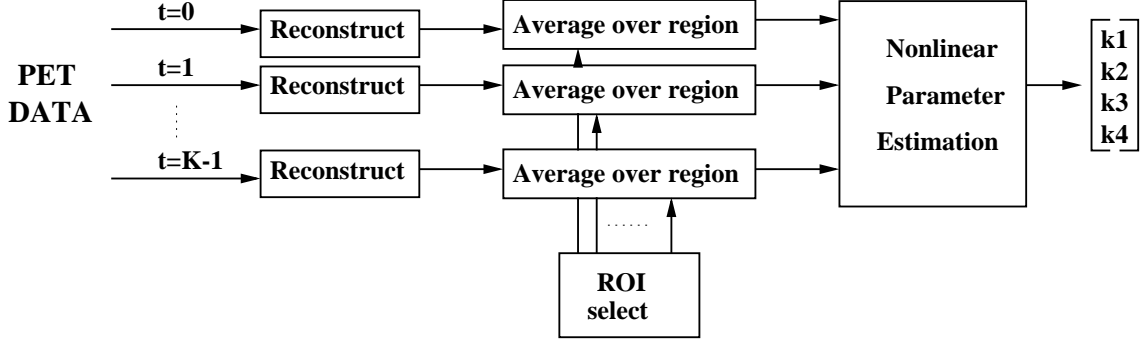 PET
DATA
t=0
Reconstruct
Average over region
t=1
Reconstruct
Average over region
t=K-1
Reconstruct
Average over region
ROI
select
Nonlinear
Parameter
Estimation
k1
k2
k3
k4